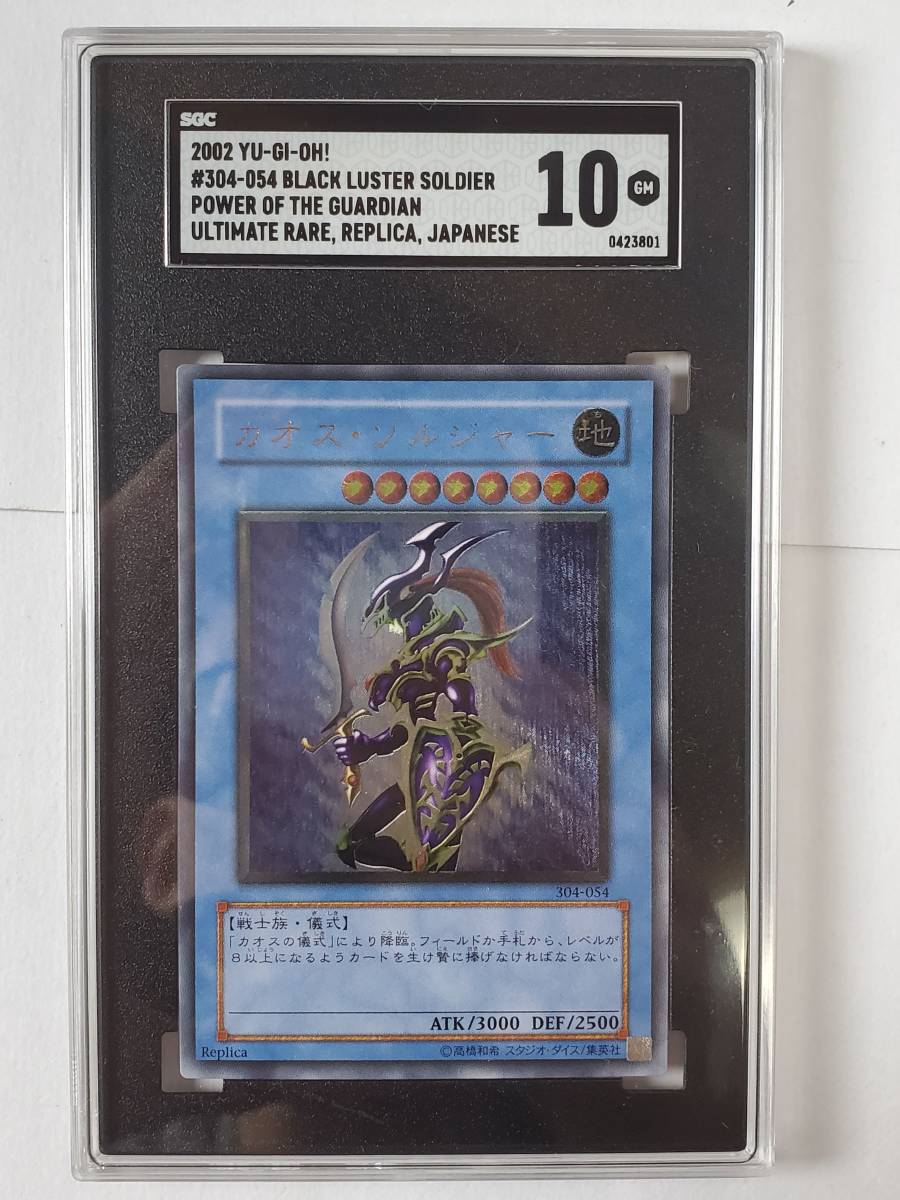 SGC
2002 YU-GI-OH!
#304-054 BLACK LUSTER SOLDIER
POWER OF THE GUARDIAN
ULTIMATE RARE, REPLICA, JAPANESE
10
GM
0423801
カオス・ソルジャー
地
304-054
【戦士族・儀式】
「カオスの儀式」により降臨。フィールドか手札から、レベルが
8以上になるようカードを生け贄に捧げなければならない。
ATK/3000 DEF/2500
Replica
©高橋和希 スタジオ・ダイス/集英社